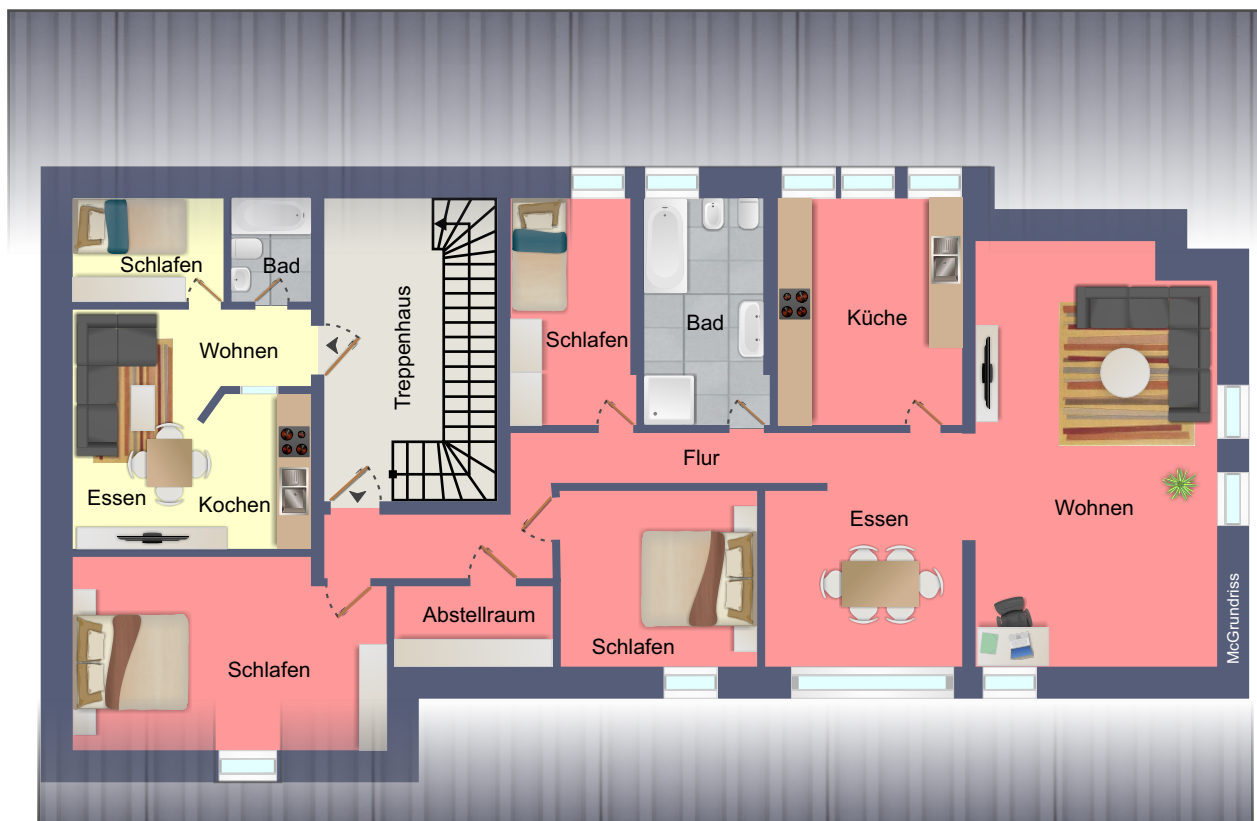 Schlafen
Bad
Treppenhaus
Schlafen
Bad
Küche
Wohnen
Flur
Essen
Kochen
Essen
Wohnen
Abstellraum
Schlafen
Schlafen
McGrundriss